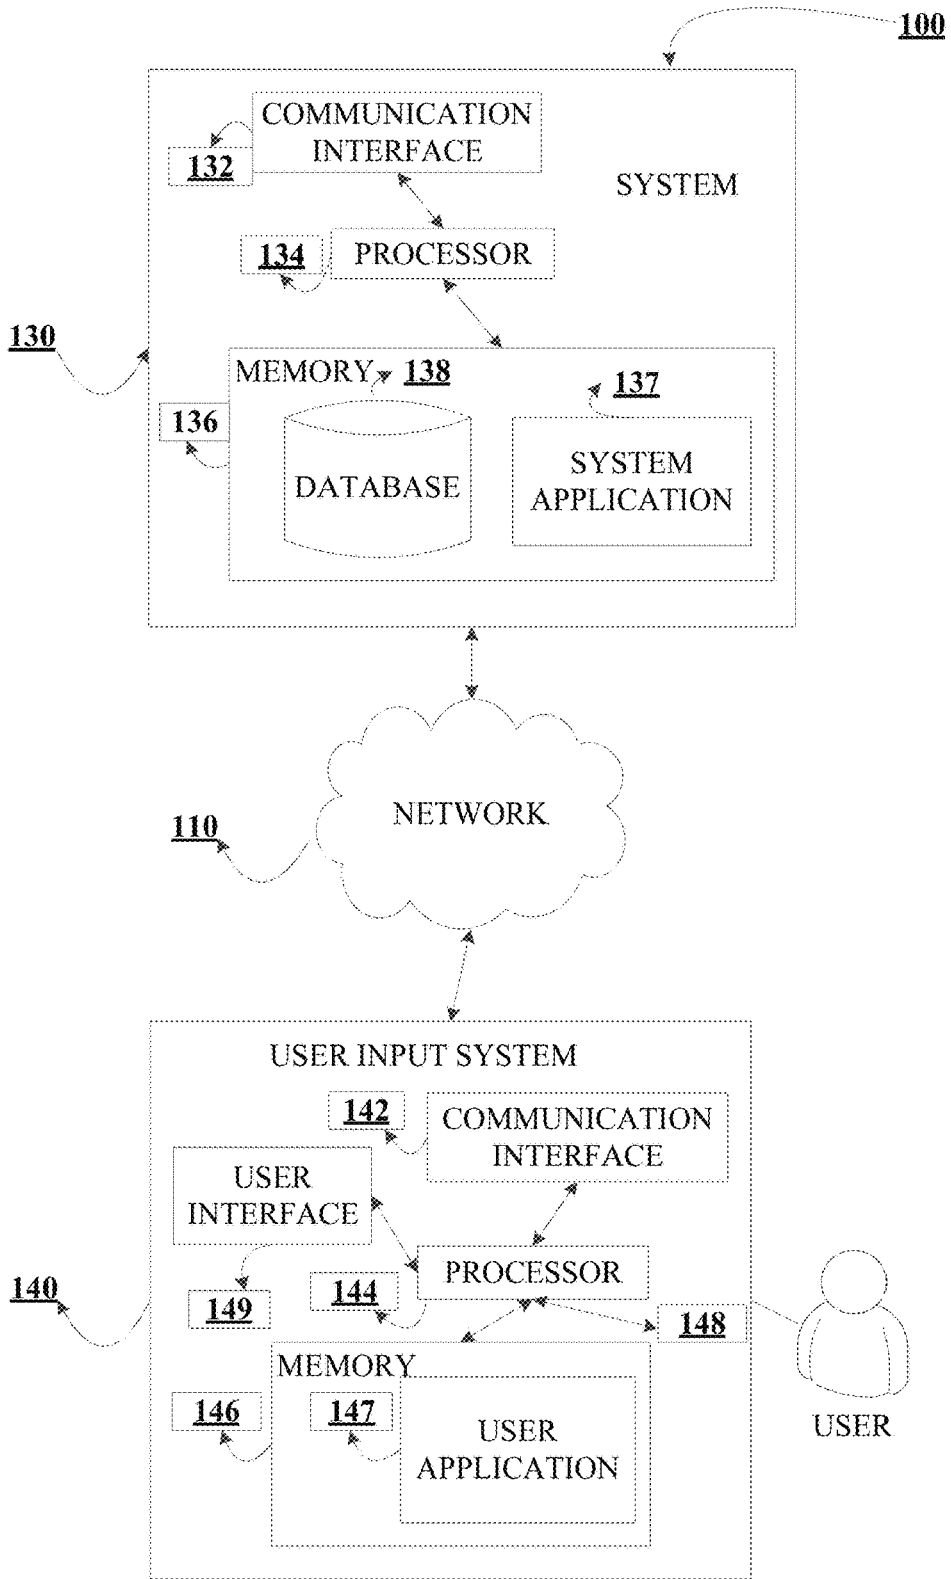 100
COMMUNICATION
INTERFACE
132
SYSTEM
134
PROCESSOR
130
MEMORY
138
137
136
DATABASE
SYSTEM
APPLICATION
NETWORK
110
USER INPUT SYSTEM
142
COMMUNICATION
INTERFACE
USER
INTERFACE
PROCESSOR
140
149
144
148
MEMORY
146
147
USER
APPLICATION
USER